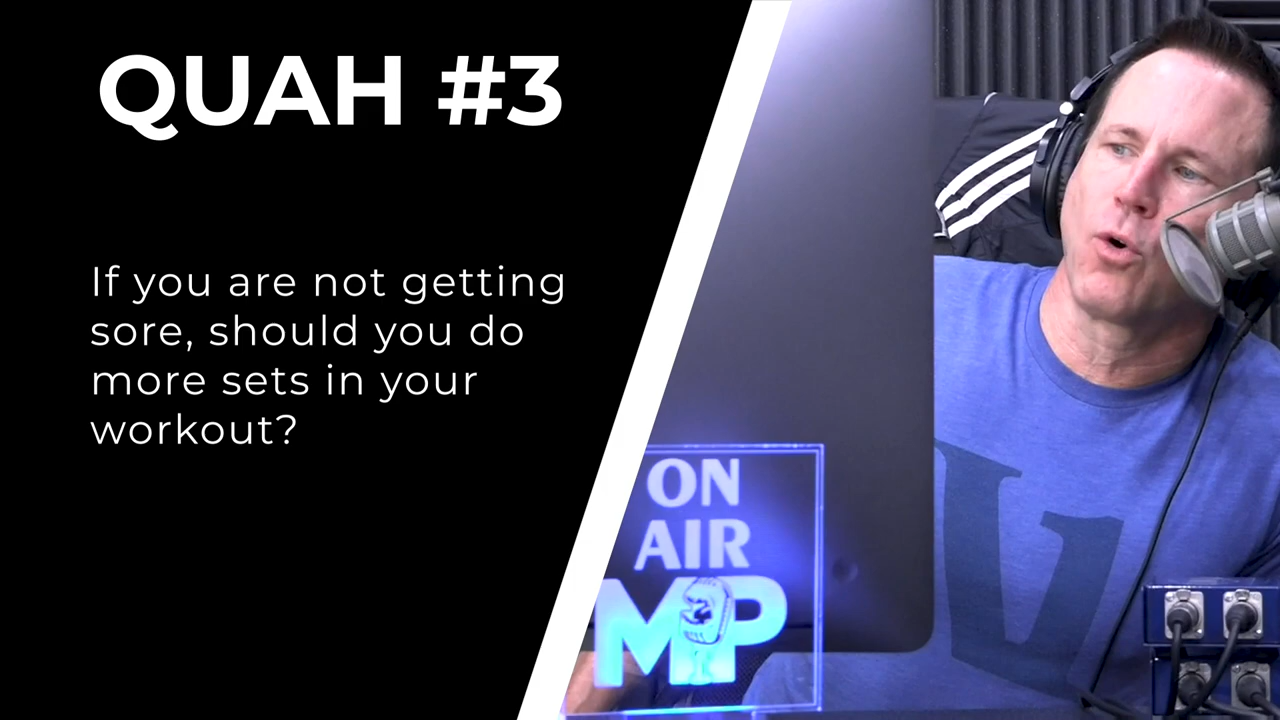 QUAH #3
If you are not getting
sore, should you do
more sets in your
workout?
ON
AIR
MP